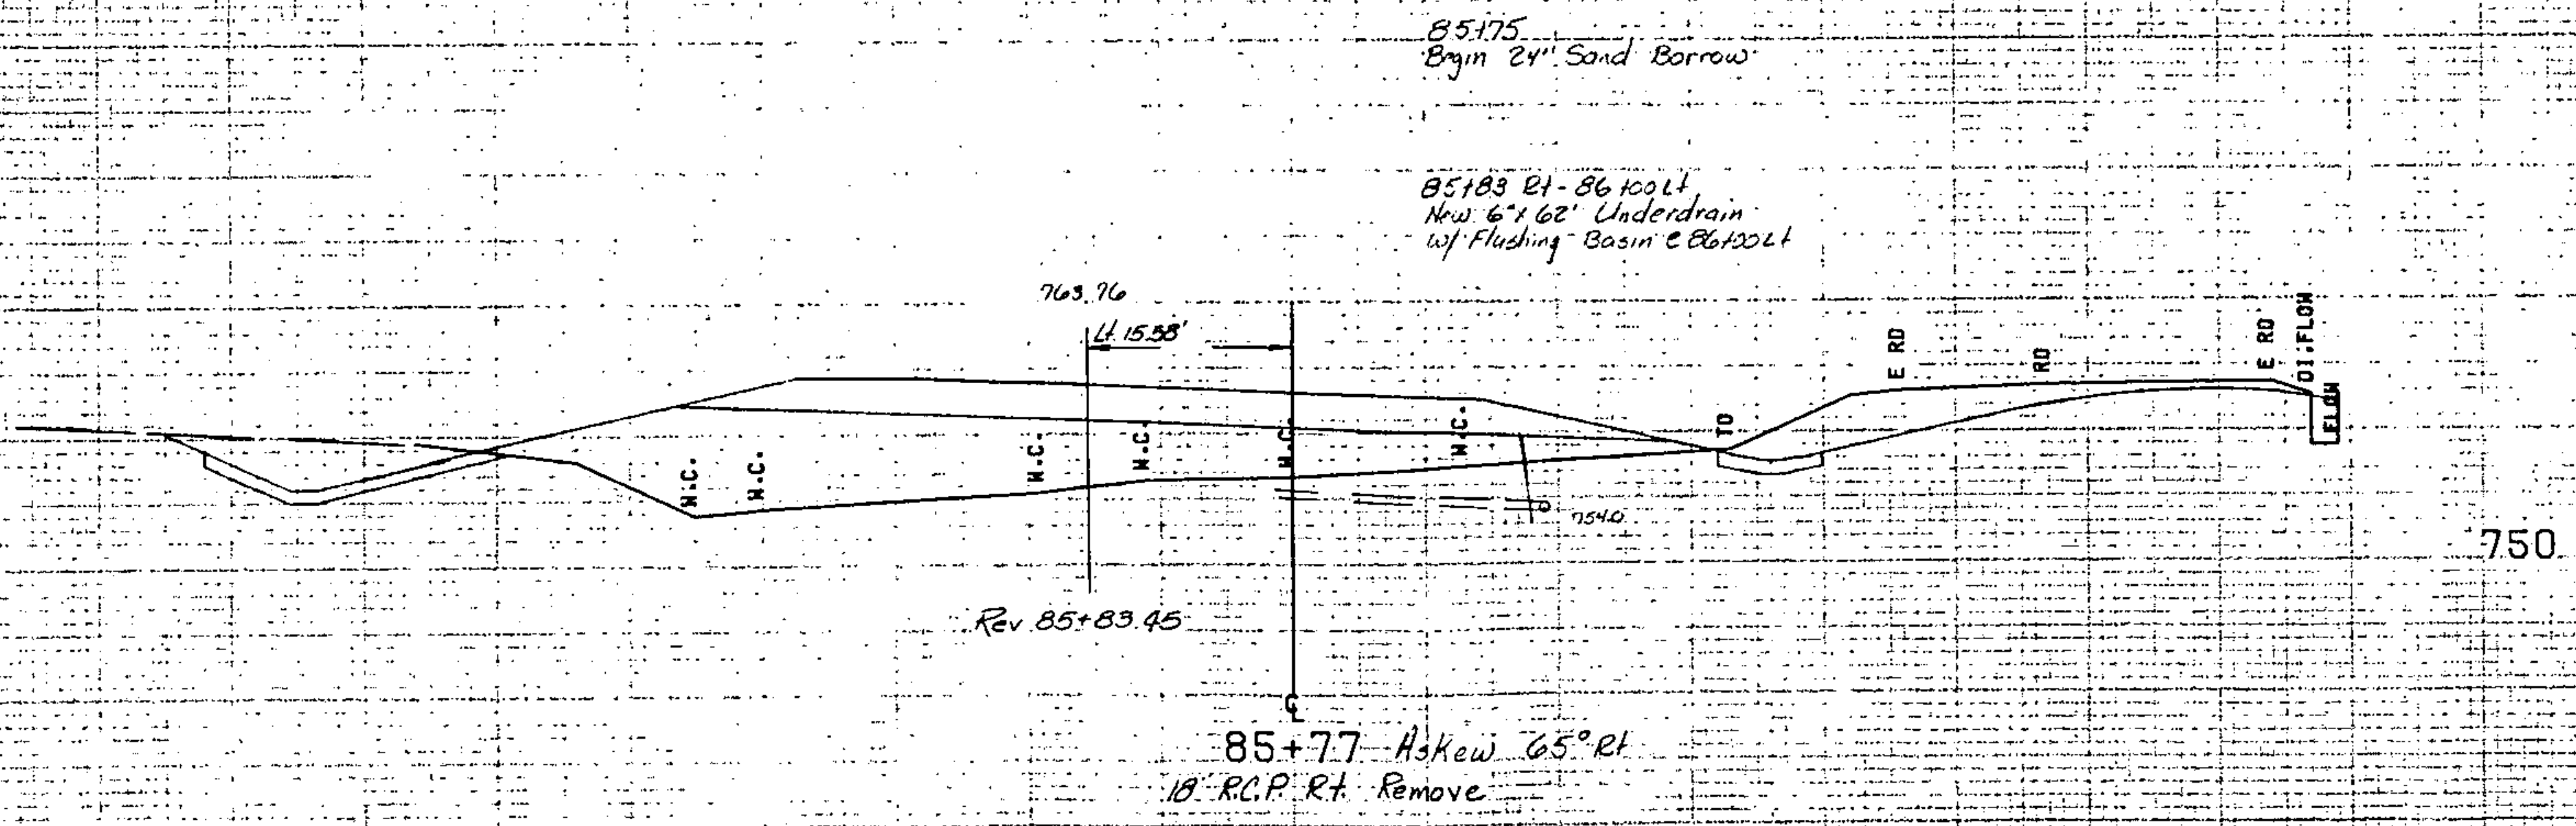 85+75
Begin 24" Sand Borrow
85+83 Rt - 86+00 Lt
New 6" x 62' Underdrain
w/ Flushing Basin @ 86+00 Lt
763.76
Lt. 15.58'
E RD
RD
E RD
DI.FLOW
FLOW
TO
W.C.
W.C.
W.C.
W.C.
W.C.
W.C.
754.0
750
Rev 85+83.45
℄
85+77 Askew 65° Rt
18" R.C.P. Rt. Remove